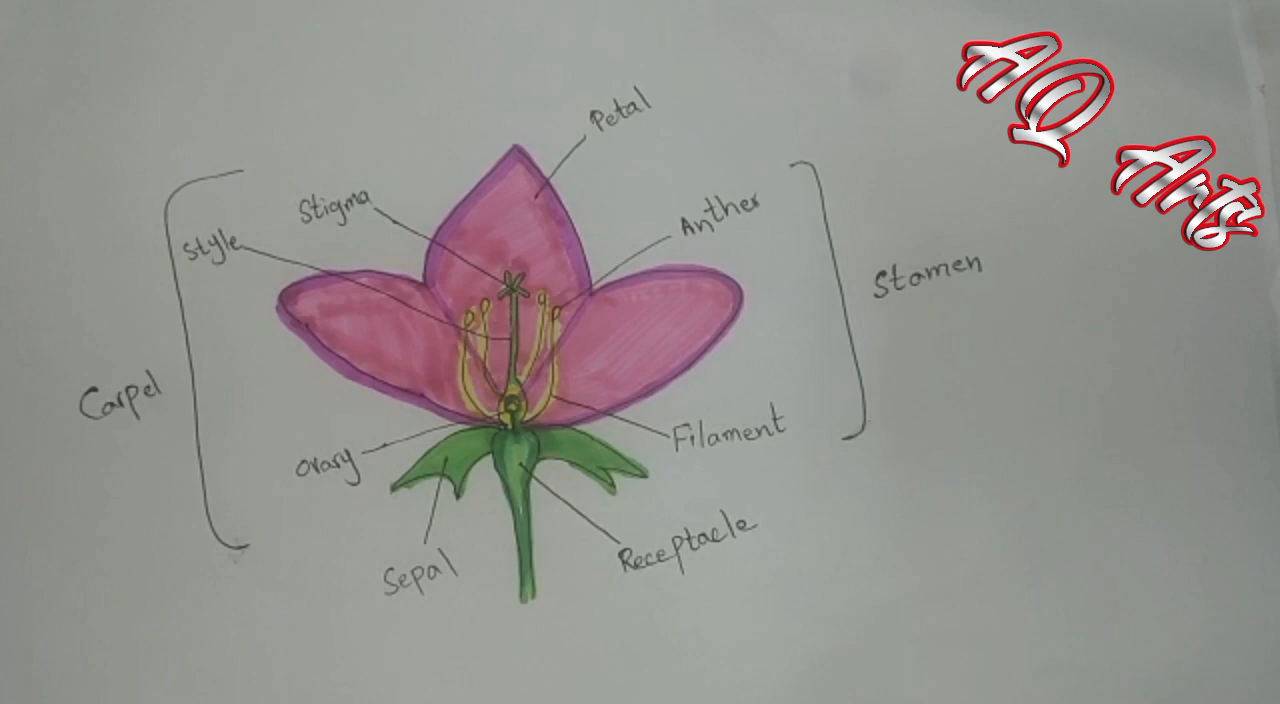 AQ
Arts
Petal
Stigma
Anther
Style
Stamen
Carpel
Filament
Ovary
Receptacle
Sepal